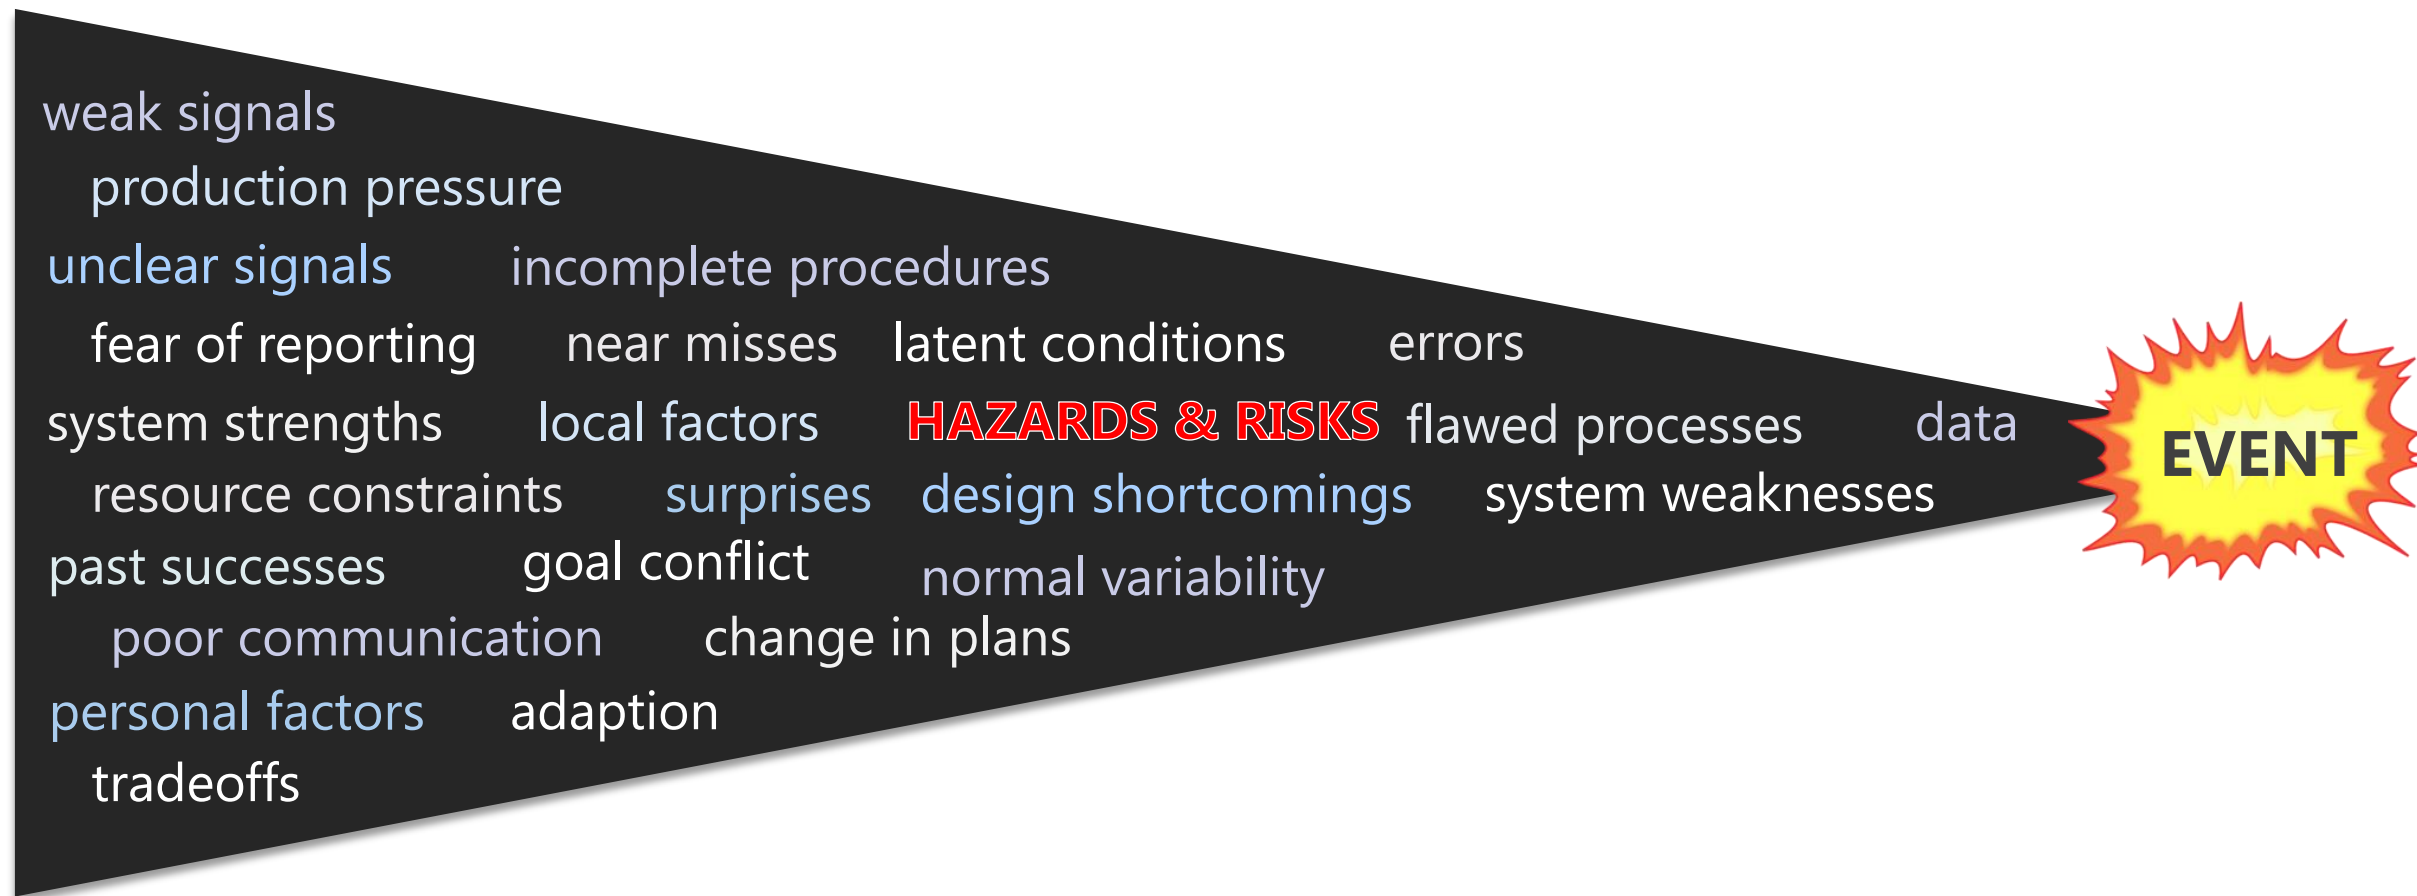 weak signals
production pressure
unclear signals incomplete procedures
fear of reporting near misses latent conditions errors
system strengths local factors HAZARDS & RISKS flawed processes data
EVENT
resource constraints surprises design shortcomings system weaknesses
past successes goal conflict normal variability
poor communication change in plans
personal factors adaption
tradeoffs